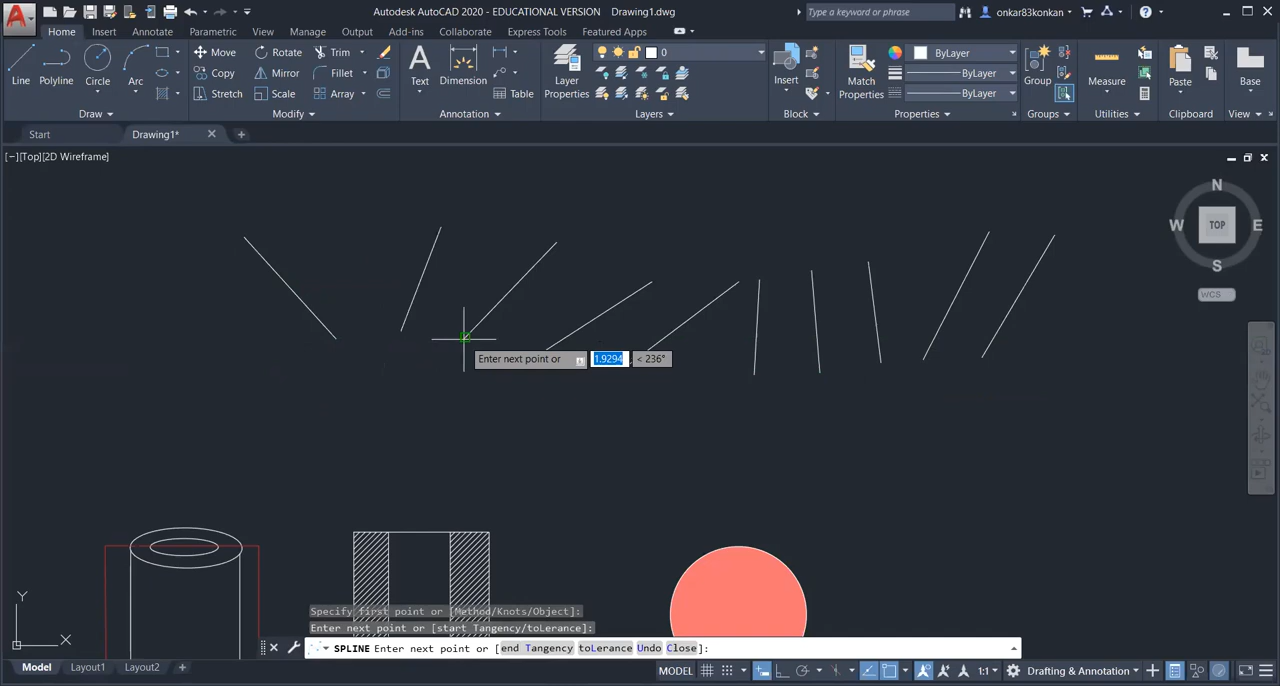 Autodesk AutoCAD 2020 - EDUCATIONAL VERSION Drawing1.dwg
Type a keyword or phrase
onkar83konkan
Home Insert Annotate Parametric View Manage Output Add-ins Collaborate Express Tools Featured Apps
Line Polyline Circle Arc
Move Rotate Trim
Copy Mirror Fillet
Stretch Scale Array
Text Dimension Table
Layer Properties
0
Insert
Match Properties
ByLayer
ByLayer
ByLayer
Group Measure Paste Base
Draw Modify Annotation Layers Block Properties Groups Utilities Clipboard View
Start Drawing1*
[−][Top][2D Wireframe]
N
W TOP E
S
WCS
Enter next point or 1.9294 < 236°
Y
X
Specify first point or [Method/Knots/Object]:
Enter next point or [start Tangency/toLerance]:
SPLINE Enter next point or [end Tangency toLerance Undo Close]:
Model Layout1 Layout2 +
MODEL 1:1 Drafting & Annotation